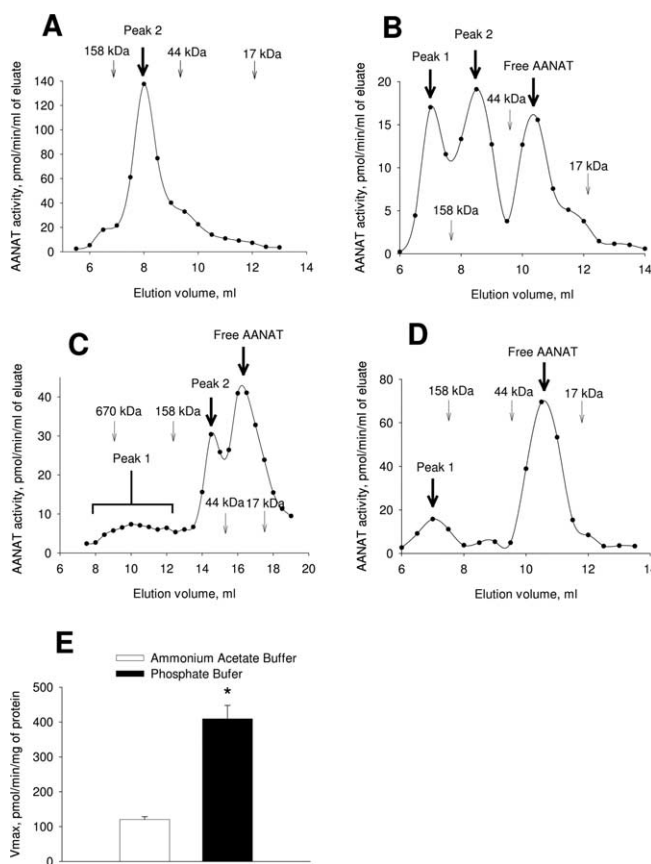 A
Peak 2
158 kDa
44 kDa
17 kDa
AANAT activity, pmol/min/ml of eluate
140
120
100
80
60
40
20
0
6
8
10
12
14
Elution volume, ml
B
Peak 1
Peak 2
Free AANAT
44 kDa
17 kDa
158 kDa
AANAT activity, pmol/min/ml of eluate
20
15
10
5
0
6
8
10
12
14
Elution volume, ml
C
Free AANAT
Peak 2
670 kDa
158 kDa
Peak 1
44 kDa
17 kDa
AANAT activity, pmol/min/ml of eluate
40
30
20
10
0
6
8
10
12
14
16
18
20
Elution volume, ml
D
Free AANAT
158 kDa
44 kDa
17 kDa
Peak 1
AANAT activity, pmol/min/ml of eluate
80
60
40
20
0
6
8
10
12
14
Elution volume, ml
E
Ammonium Acetate Buffer
Phosphate Bufer
*
Vmax, pmol/min/mg of protein
500
400
300
200
100
0